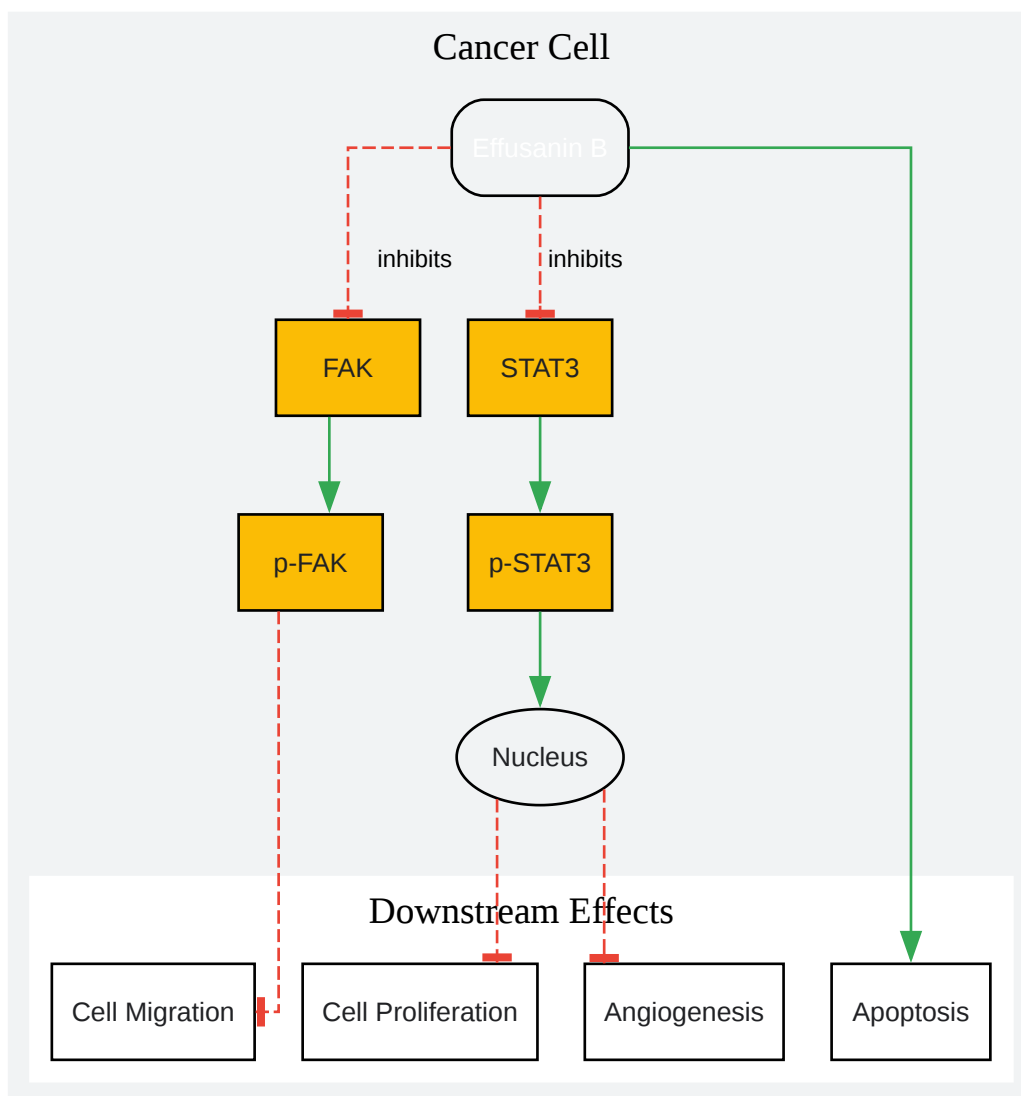 Cancer Cell
Effusanin B
inhibits
inhibits
FAK
STAT3
p-FAK
p-STAT3
Nucleus
Downstream Effects
Cell Migration
Cell Proliferation
Angiogenesis
Apoptosis